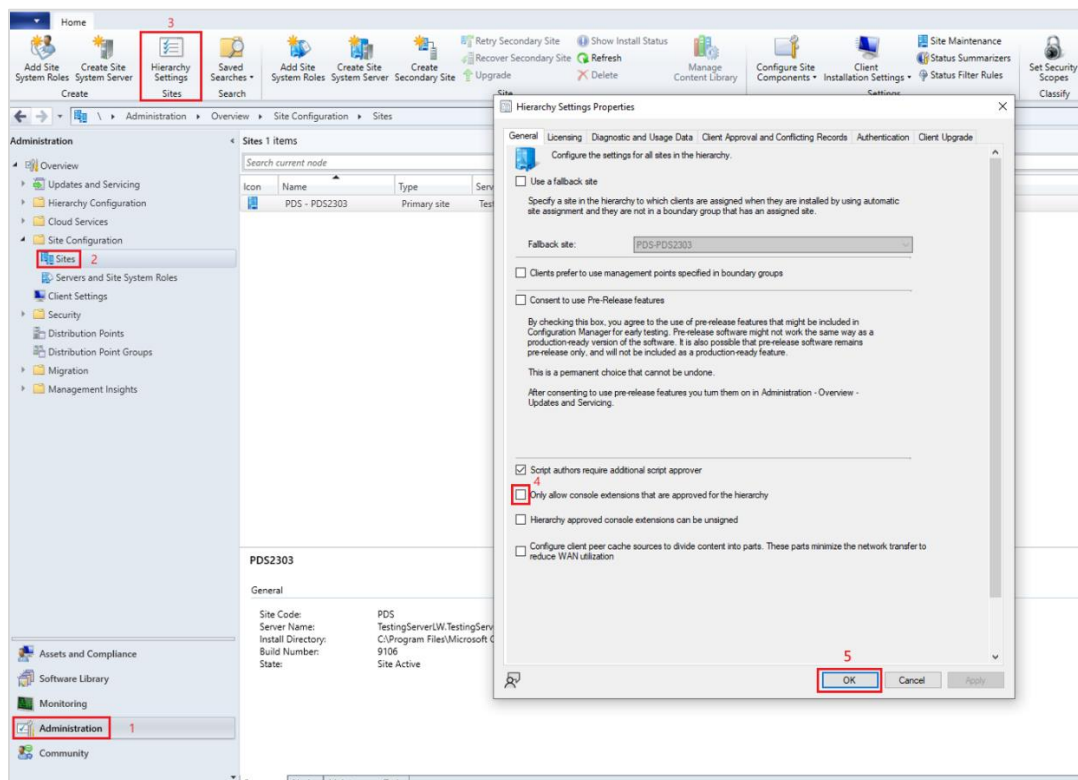 Home
3
Add Site System Roles
Create Site System Server
Hierarchy Settings
Saved Searches
Add Site System Roles
Create Site System Server
Create Secondary Site
Retry Secondary Site
Recover Secondary Site
Upgrade
Show Install Status
Refresh
Delete
Manage Content Library
Configure Site Components
Client Installation Settings
Site Maintenance
Status Summarizers
Status Filter Rules
Set Security Scopes
Create
Sites
Search
Site
Settings
Classify
\ Administration Overview Site Configuration Sites
Administration
Overview
Updates and Servicing
Hierarchy Configuration
Cloud Services
Site Configuration
Sites 2
Servers and Site System Roles
Client Settings
Security
Distribution Points
Distribution Point Groups
Migration
Management Insights
Assets and Compliance
Software Library
Monitoring
Administration 1
Community
Sites 1 items
Search current node
Icon Name Type Serv
PDS - PDS2303 Primary site Tes
PDS2303
General
Site Code: PDS
Server Name: TestingServerLW.TestingServ
Install Directory: C:\Program Files\Microsoft C
Build Number: 9106
State: Site Active
Hierarchy Settings Properties
General Licensing Diagnostic and Usage Data Client Approval and Conflicting Records Authentication Client Upgrade
Configure the settings for all sites in the hierarchy.
Use a fallback site
Specify a site in the hierarchy to which clients are assigned when they are installed by using automatic
site assignment and they are not in a boundary group that has an assigned site.
Fallback site: PDS-PDS2303
Clients prefer to use management points specified in boundary groups
Consent to use Pre-Release features
By checking this box, you agree to the use of pre-release features that might be included in
Configuration Manager for early testing. Pre-release software might not work the same way as a
production-ready version of the software. It is also possible that pre-release software remains
pre-release only, and will not be included as a production-ready feature.
This is a permanent choice that cannot be undone.
After consenting to use pre-release features you turn them on in Administration - Overview -
Updates and Servicing.
Script authors require additional script approver
4
Only allow console extensions that are approved for the hierarchy
Hierarchy approved console extensions can be unsigned
Configure client peer cache sources to divide content into parts. These parts minimize the network transfer to
reduce WAN utilization
5
OK Cancel Apply